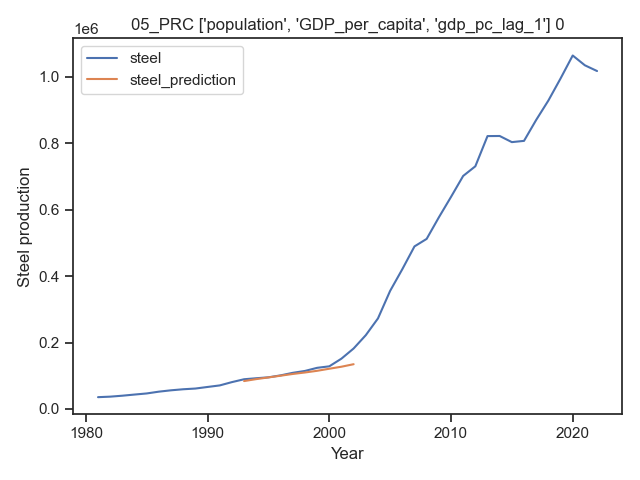 05_PRC ['population', 'GDP_per_capita', 'gdp_pc_lag_1'] 0
1e6
steel
steel_prediction
1.0
0.8
0.6
0.4
0.2
0.0
Steel production
1980 1990 2000 2010 2020
Year